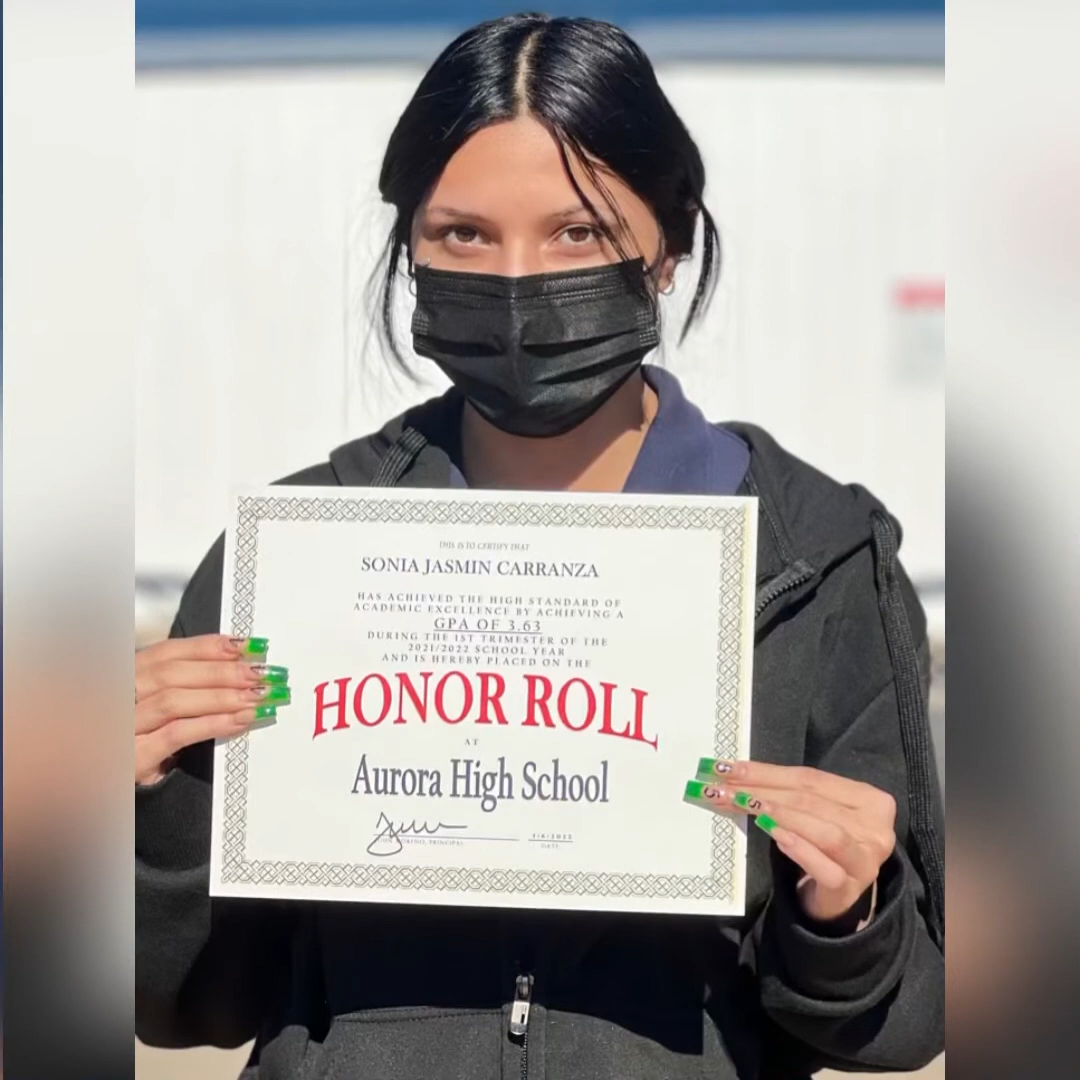 THIS IS TO CERTIFY THAT
SONIA JASMIN CARRANZA
HAS ACHIEVED THE HIGH STANDARD OF
ACADEMIC EXCELLENCE BY ACHIEVING A
GPA OF 3.63
DURING THE 1ST TRIMESTER OF THE
2021/2022 SCHOOL YEAR
AND IS HEREBY PLACED ON THE
HONOR ROLL
AT
Aurora High School
PRINCIPAL
DATE